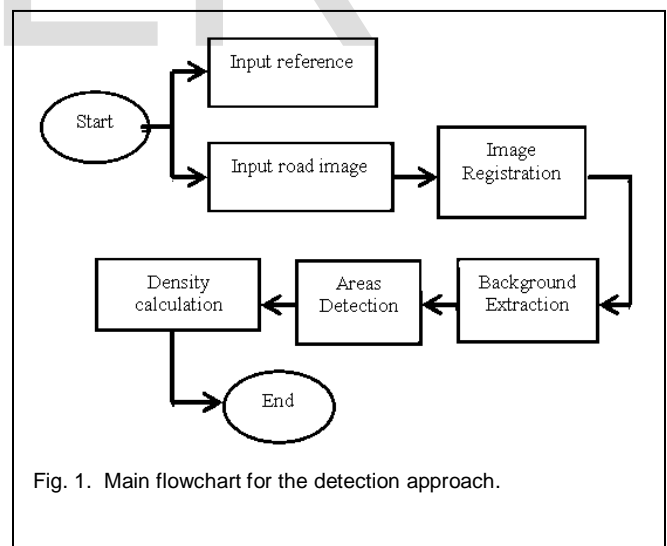 Input reference
Start
Input road image
Image
Registration
Density
calculation
Areas
Detection
Background
Extraction
End
Fig. 1. Main flowchart for the detection approach.